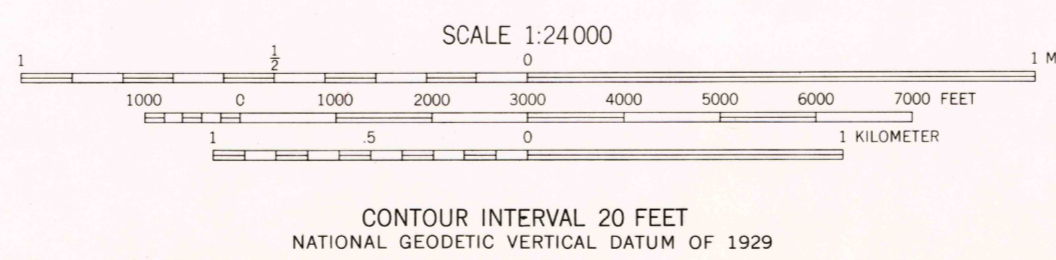 SCALE 1:24 000
1 1/2 0 1 M
1000 0 1000 2000 3000 4000 5000 6000 7000 FEET
1 .5 0 1 KILOMETER
CONTOUR INTERVAL 20 FEET
NATIONAL GEODETIC VERTICAL DATUM OF 1929